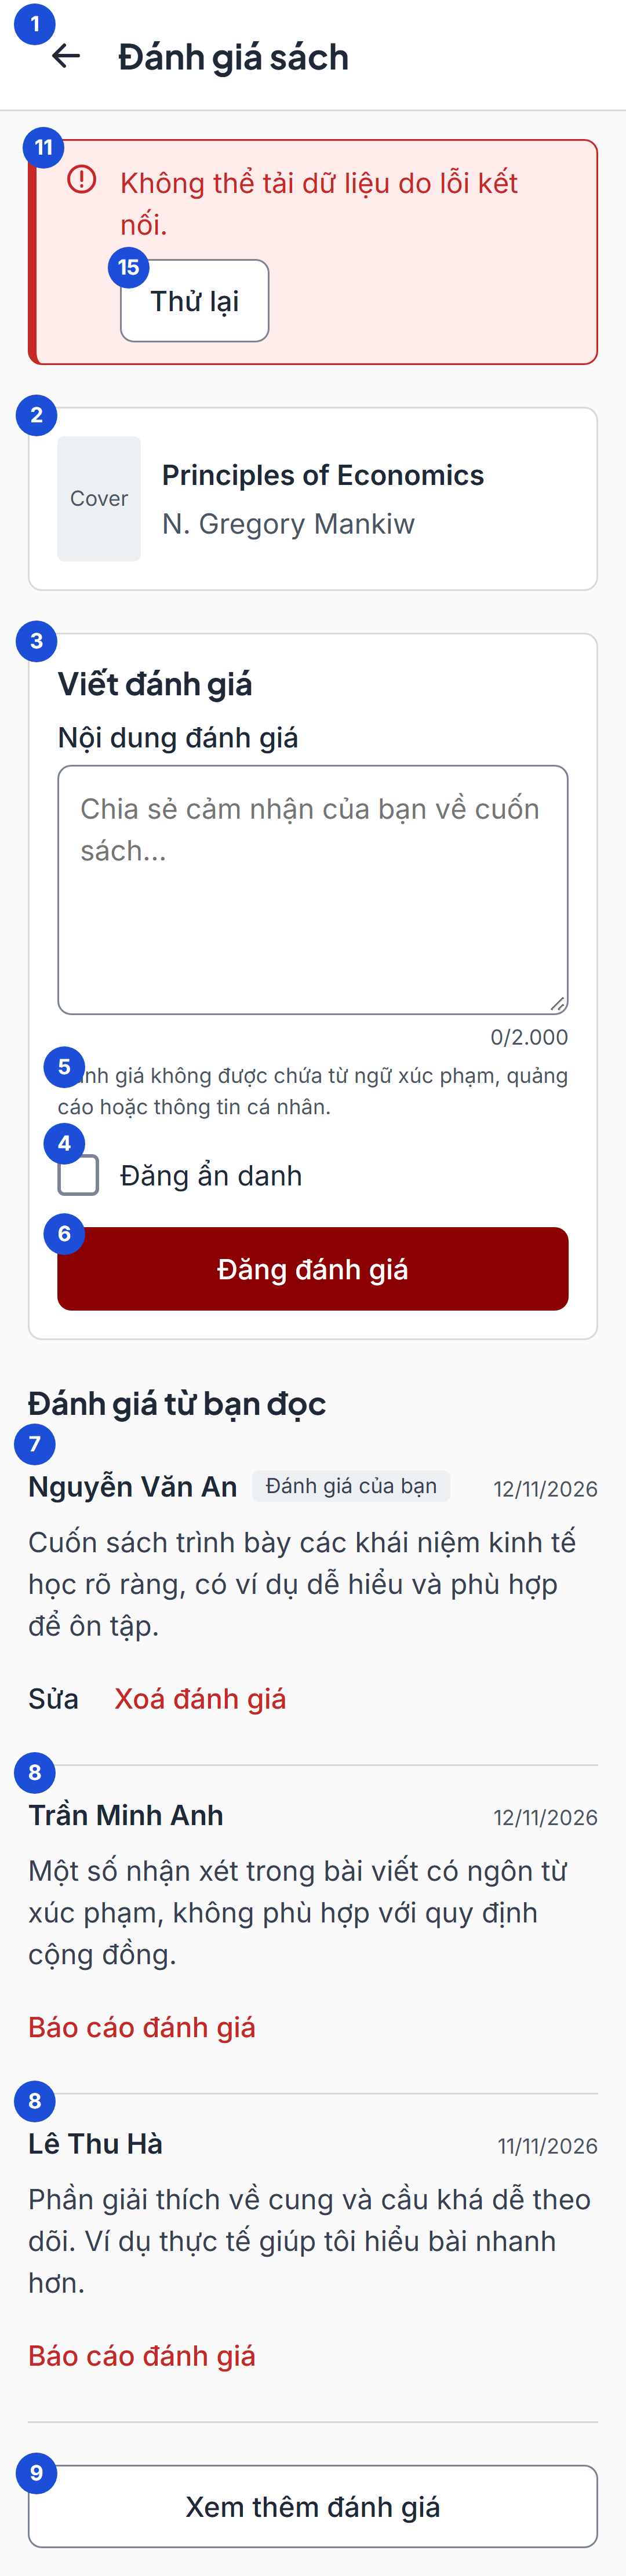 1
Đánh giá sách
11
Không thể tải dữ liệu do lỗi kết
nối.
15
Thử lại
2
Cover
Principles of Economics
N. Gregory Mankiw
3
Viết đánh giá
Nội dung đánh giá
Chia sẻ cảm nhận của bạn về cuốn
sách...
0/2.000
5
giá không được chứa từ ngữ xúc phạm, quảng
cáo hoặc thông tin cá nhân.
4
Đăng ẩn danh
6
Đăng đánh giá
Đánh giá từ bạn đọc
7
Nguyễn Văn An Đánh giá của bạn 12/11/2026
Cuốn sách trình bày các khái niệm kinh tế
học rõ ràng, có ví dụ dễ hiểu và phù hợp
để ôn tập.
Sửa Xoá đánh giá
8
Trần Minh Anh 12/11/2026
Một số nhận xét trong bài viết có ngôn từ
xúc phạm, không phù hợp với quy định
cộng đồng.
Báo cáo đánh giá
8
Lê Thu Hà 11/11/2026
Phần giải thích về cung và cầu khá dễ theo
dõi. Ví dụ thực tế giúp tôi hiểu bài nhanh
hơn.
Báo cáo đánh giá
9
Xem thêm đánh giá